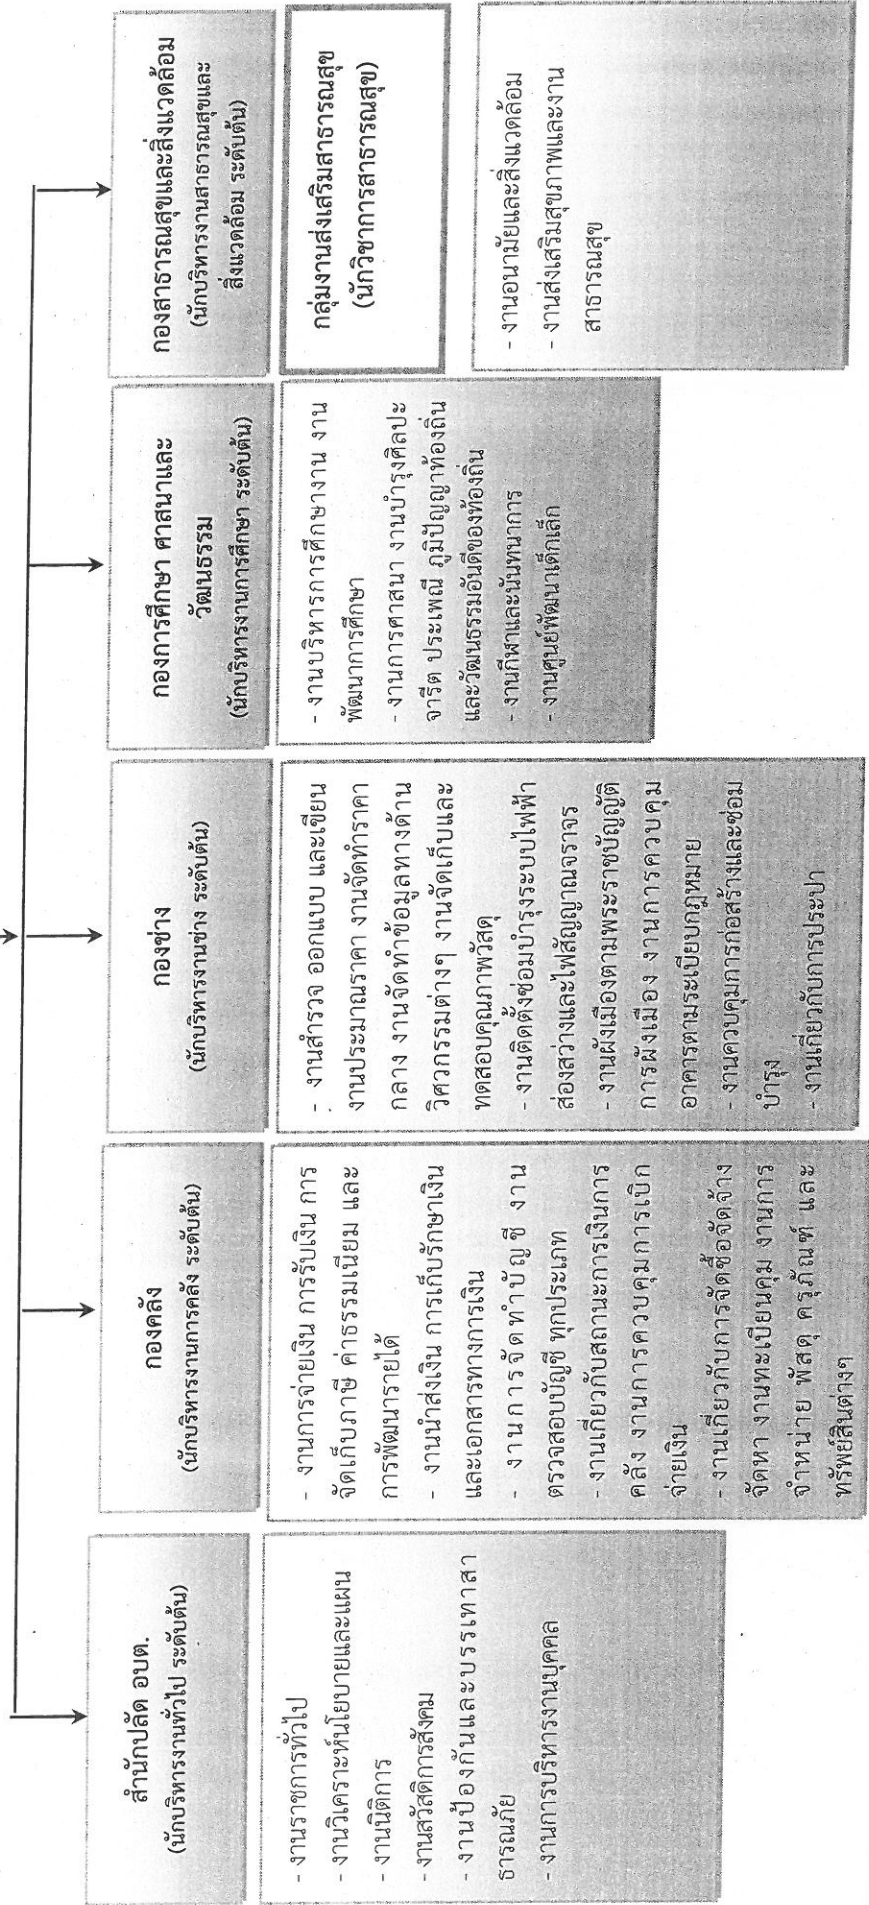 สำนักปลัด อบต.
(นักบริหารงานทั่วไป ระดับต้น)
- งานราชการทั่วไป
- งานวิเคราะห์นโยบายและแผน
- งานนิติการ
- งานสวัสดิการสังคม
- งานป้องกันและบรรเทาสา
ธารณภัย
- งานการบริหารงานบุคคล
กองคลัง
(นักบริหารงานการคลัง ระดับต้น)
- งานการจ่ายเงิน การรับเงิน การ
จัดเก็บภาษี ค่าธรรมเนียม และ
การพัฒนารายได้
- งานนำส่งเงิน การเก็บรักษาเงิน
และเอกสารทางการเงิน
- งานการจัดทำบัญชี งาน
ตรวจสอบบัญชี ทุกประเภท
- งานเกี่ยวกับสถานะการเงินการ
คลัง งานการควบคุมการเบิก
จ่ายเงิน
- งานเกี่ยวกับการจัดซื้อจัดจ้าง
จัดหา งานทะเบียนคุม งานการ
จำหน่าย พัสดุ ครุภัณฑ์ และ
ทรัพย์สินต่างๆ
กองช่าง
(นักบริหารงานช่าง ระดับต้น)
- งานสำรวจ ออกแบบ และเขียน
งานประมาณราคา งานจัดทำราคา
กลาง งานจัดทำข้อมูลทางด้าน
วิศวกรรมต่างๆ งานจัดเก็บและ
ทดสอบคุณภาพวัสดุ
- งานติดตั้งซ่อมบำรุงระบบไฟฟ้า
ส่องสว่างและไฟสัญญาณจราจร
- งานผังเมืองตามพระราชบัญญัติ
การผังเมือง งานการควบคุม
อาคารตามระเบียบกฎหมาย
- งานควบคุมการก่อสร้างและซ่อม
บำรุง
- งานเกี่ยวกับการประปา
กองการศึกษา ศาสนาและ
วัฒนธรรม
(นักบริหารงานการศึกษา ระดับต้น)
- งานบริหารการศึกษางาน งาน
พัฒนาการศึกษา
- งานการศาสนา งานบำรุงศิลปะ
จารีต ประเพณี ภูมิปัญญาท้องถิ่น
และวัฒนธรรมอันดีของท้องถิ่น
- งานกีฬาและนันทนาการ
- งานศูนย์พัฒนาเด็กเล็ก
กองสาธารณสุขและสิ่งแวดล้อม
(นักบริหารงานสาธารณสุขและ
สิ่งแวดล้อม ระดับต้น)
กลุ่มงานส่งเสริมสาธารณสุข
(นักวิชาการสาธารณสุข)
- งานอนามัยและสิ่งแวดล้อม
- งานส่งเสริมสุขภาพและงาน
สาธารณสุข